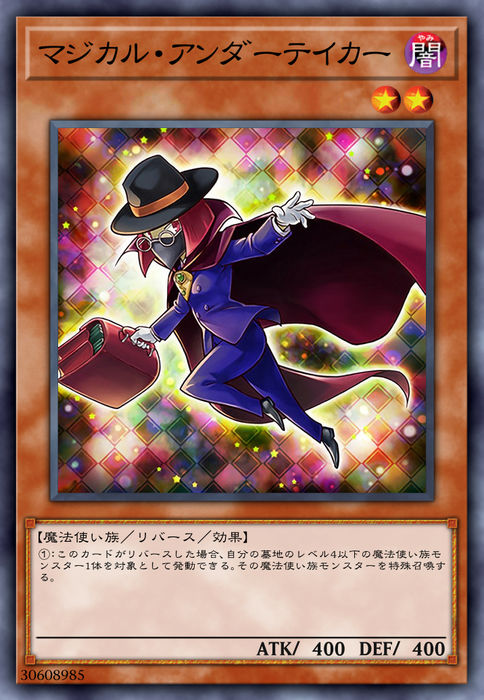 マジカル・アンダーテイカー
やみ
闇
【魔法使い族／リバース／効果】
①：このカードがリバースした場合、自分の墓地のレベル4以下の魔法使い族モ
ンスター1体を対象として発動できる。その魔法使い族モンスターを特殊召喚す
る。
ATK/ 400 DEF/ 400
30608985